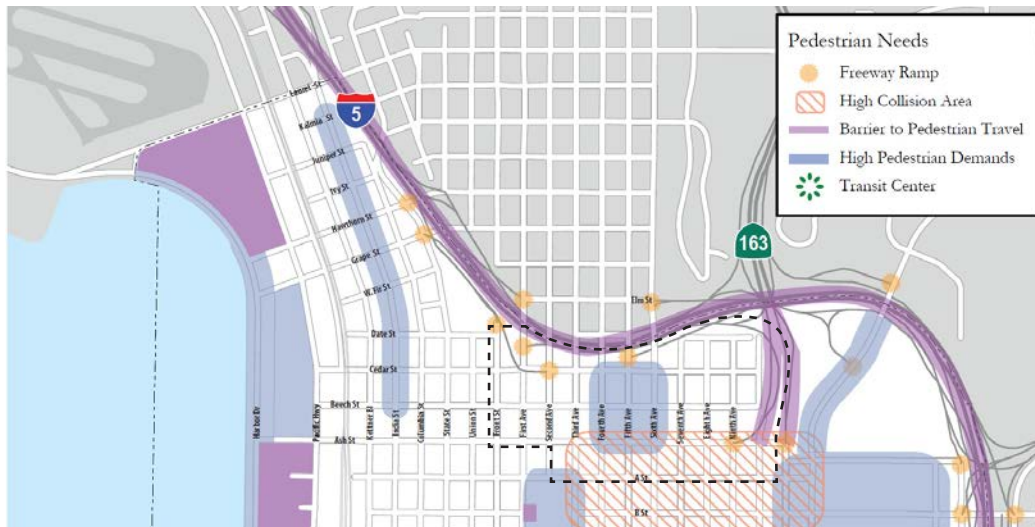 Pedestrian Needs
Freeway Ramp
High Collision Area
Barrier to Pedestrian Travel
High Pedestrian Demands
Transit Center
Laurel St
5
Kalmia St
Juniper St
Ivy St
Hawthorn St
Grape St
W. Fir St
163
Elm St
Date St
Cedar St
Beech St
Ash St
A St
B St
Harbor Dr
Pacific Hwy
Kettner Bl
India St
Columbia St
State St
Union St
Front St
First Ave
Second Ave
Third Ave
Fourth Ave
Fifth Ave
Sixth Ave
Seventh Ave
Eighth Ave
Ninth Ave